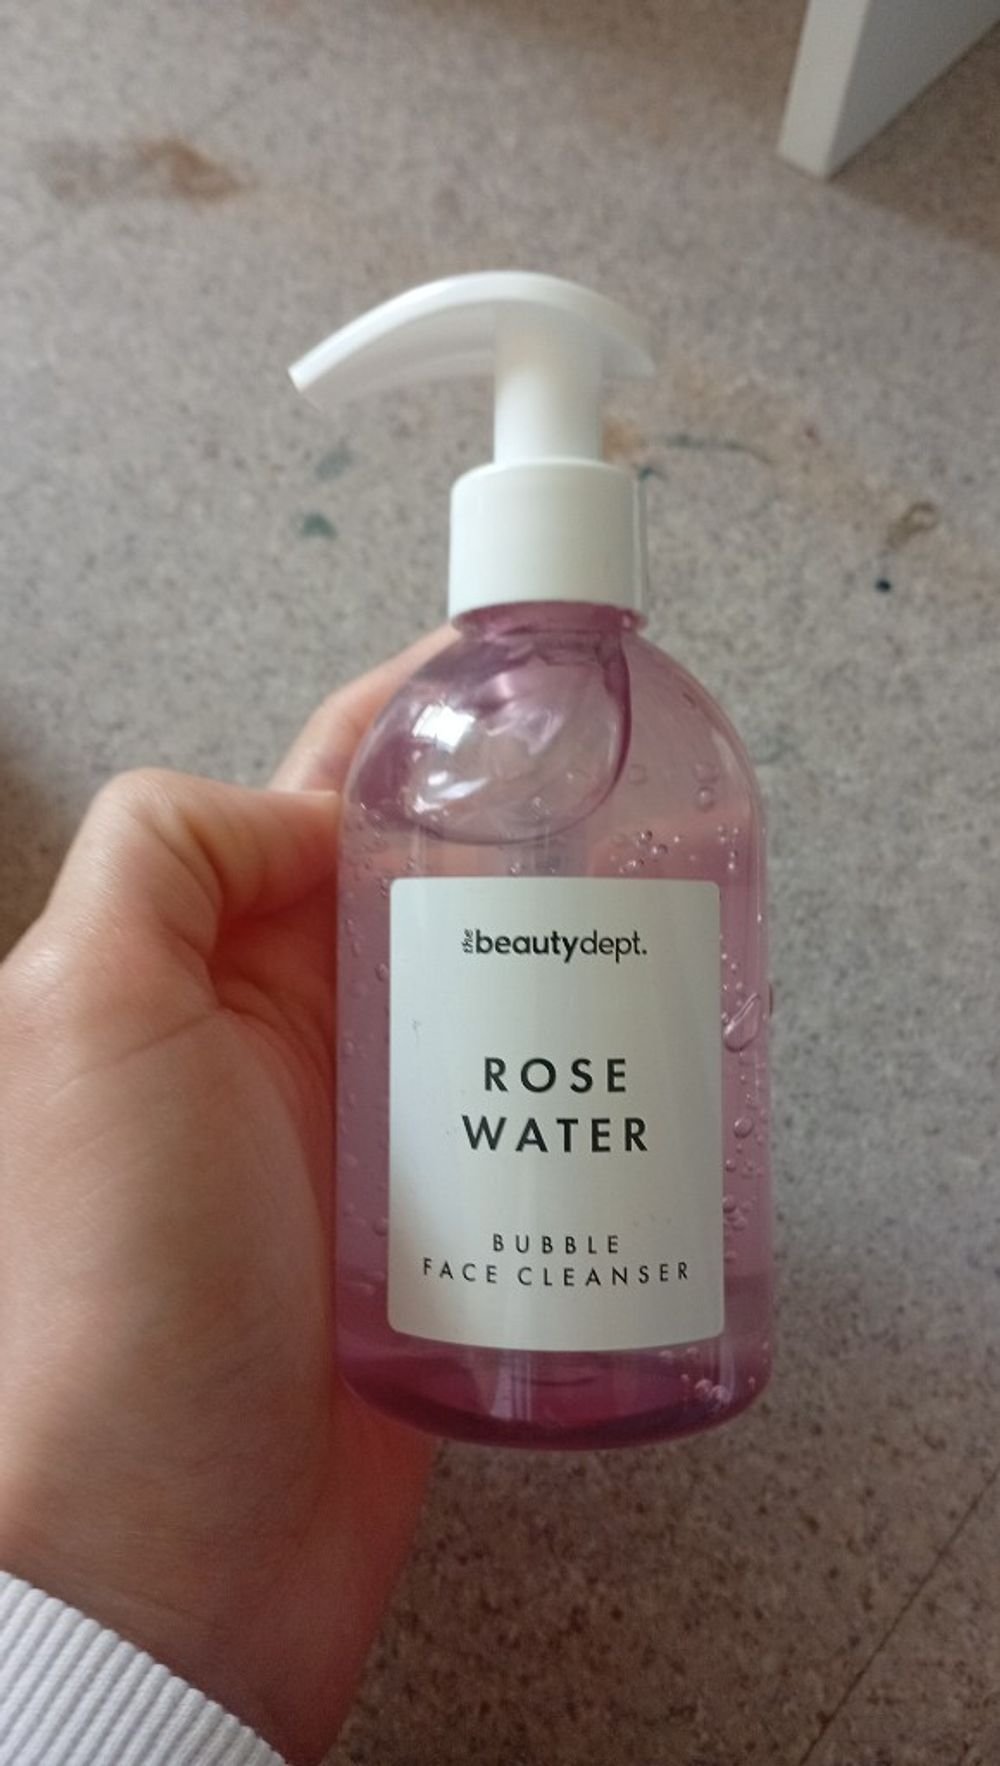 the beautydept.
ROSE
WATER
BUBBLE
FACE CLEANSER